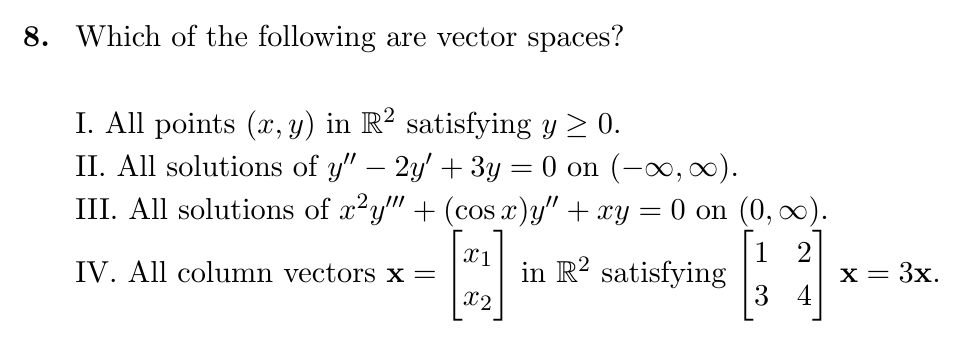 8. Which of the following are vector spaces?
I. All points (x, y) in ℝ² satisfying y ≥ 0.
II. All solutions of y″ − 2y′ + 3y = 0 on (−∞, ∞).
III. All solutions of x²y‴ + (cos x)y″ + xy = 0 on (0, ∞).
IV. All column vectors x = [x₁; x₂] in ℝ² satisfying [1 2; 3 4] x = 3x.